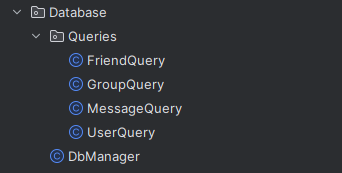 Database
Queries
FriendQuery
GroupQuery
MessageQuery
UserQuery
DbManager